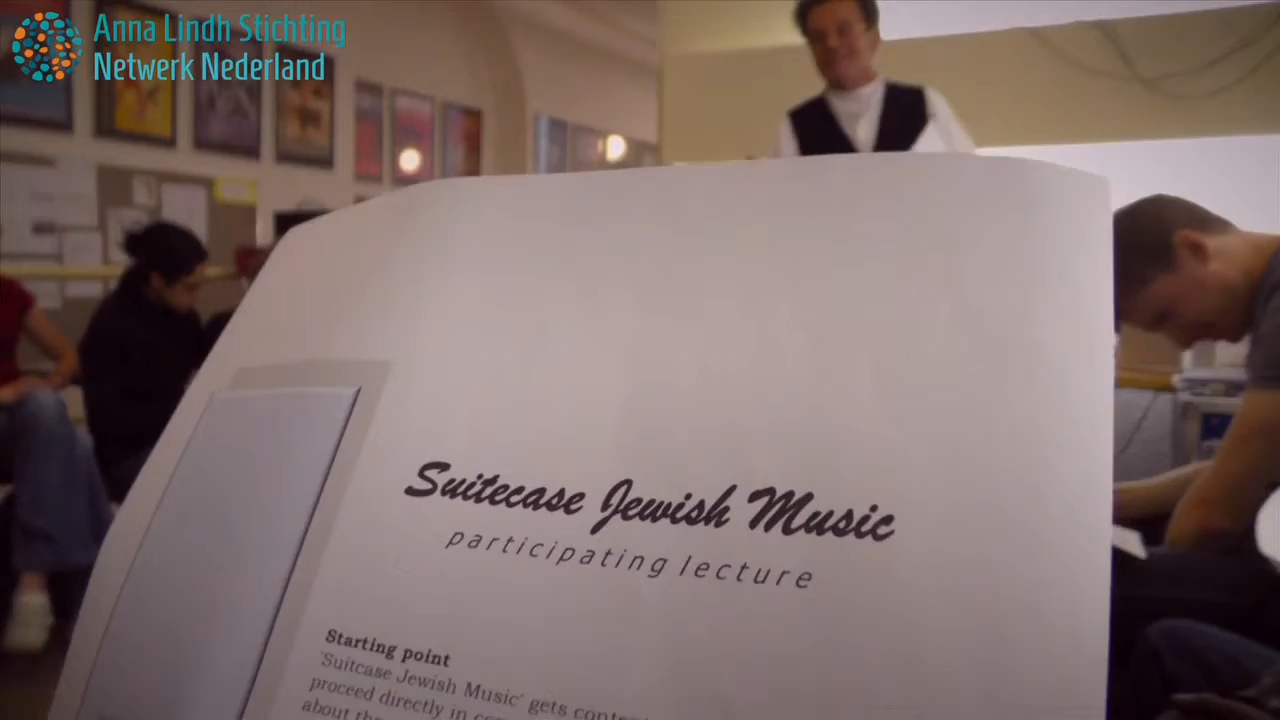 Anna Lindh Stichting
Netwerk Nederland
Suitecase Jewish Music
participating lecture
Starting point
'Suitcase Jewish Music' gets
proceed directly in
about